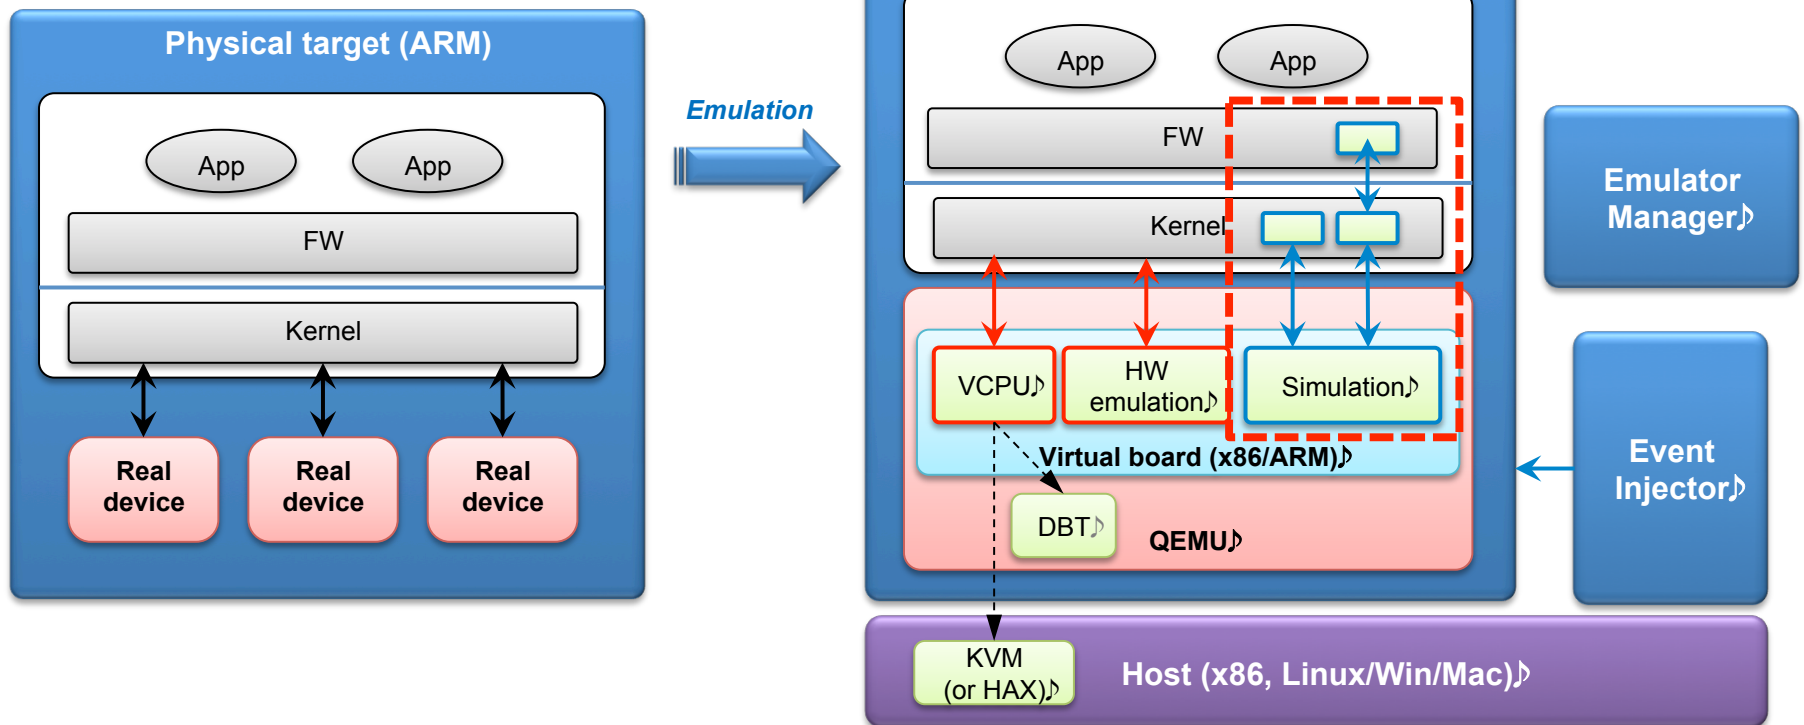 Physical target (ARM)
App
App
FW
Kernel
Real
device
Real
device
Real
device
Emulation
App
App
FW
Kernel
VCPU♪
HW
emulation♪
Simulation♪
Virtual board (x86/ARM)♪
DBT♪
QEMU♪
KVM
(or HAX)♪
Host (x86, Linux/Win/Mac)♪
Emulator
Manager♪
Event
Injector♪